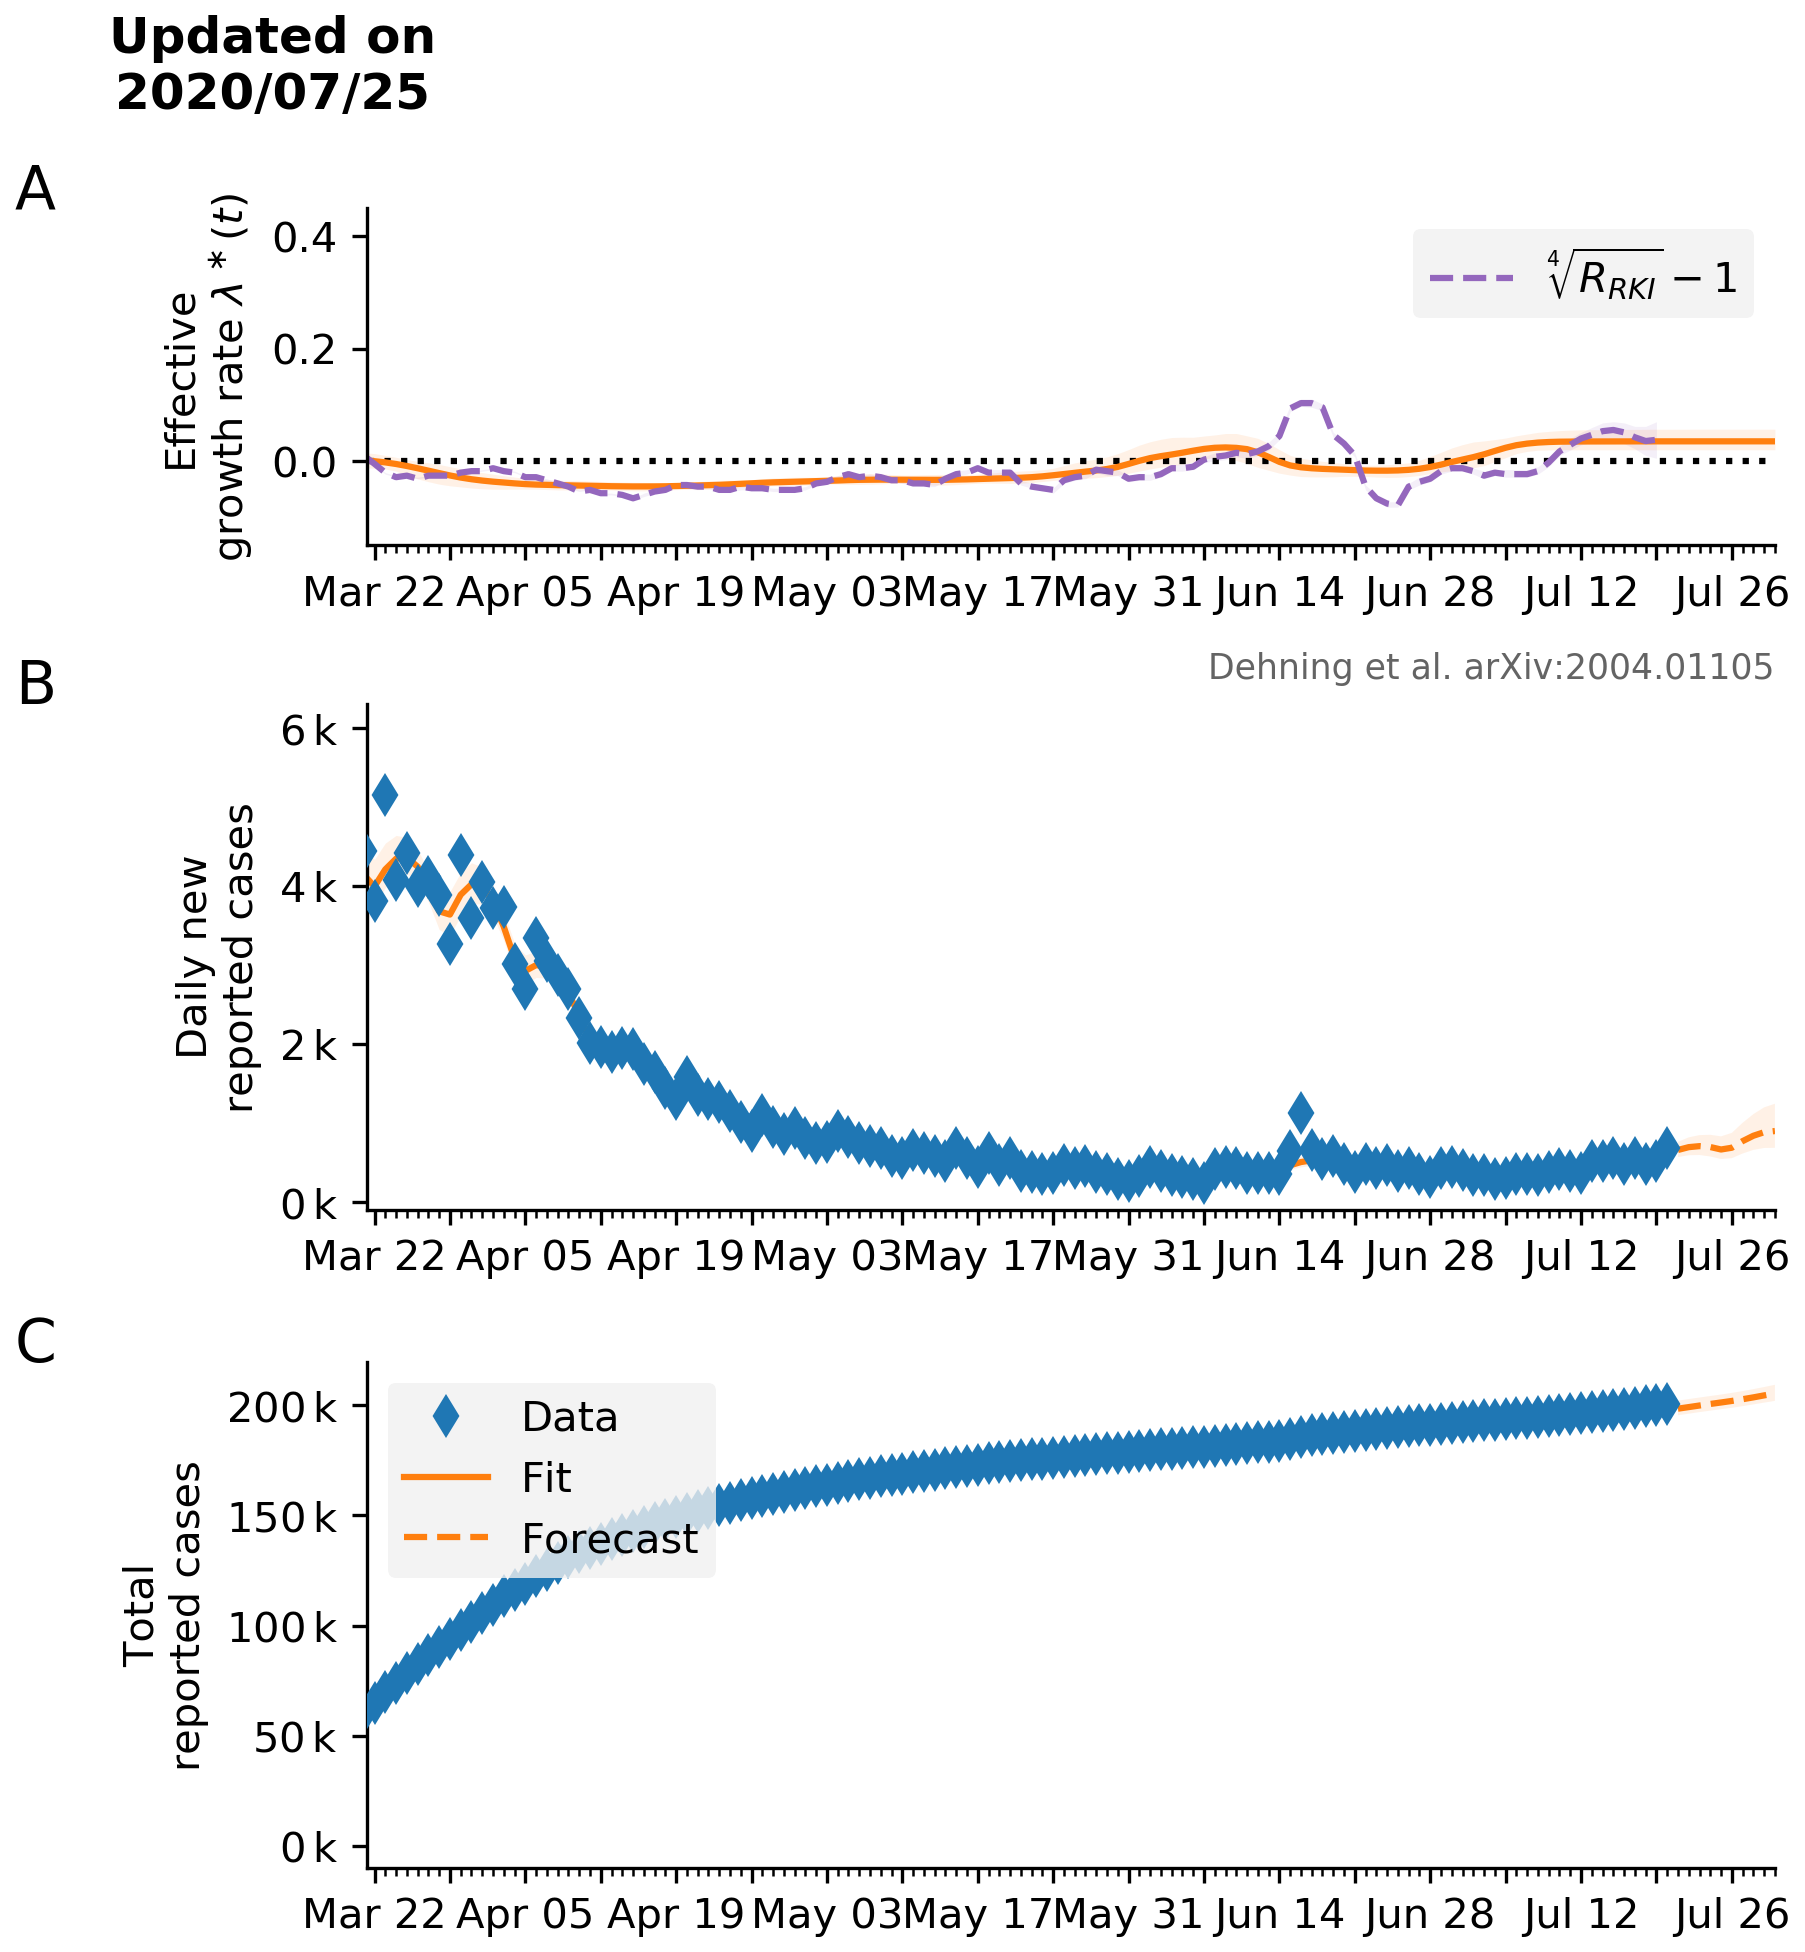 Updated on
2020/07/25
A
Effective
growth rate λ * (t)
0.4
0.2
0.0
∜R_RKI − 1
Mar 22 Apr 05 Apr 19 May 03 May 17 May 31 Jun 14 Jun 28 Jul 12 Jul 26
B
Dehning et al. arXiv:2004.01105
Daily new
reported cases
6 k
4 k
2 k
0 k
Mar 22 Apr 05 Apr 19 May 03 May 17 May 31 Jun 14 Jun 28 Jul 12 Jul 26
C
Total
reported cases
200 k
150 k
100 k
50 k
0 k
Data
Fit
Forecast
Mar 22 Apr 05 Apr 19 May 03 May 17 May 31 Jun 14 Jun 28 Jul 12 Jul 26